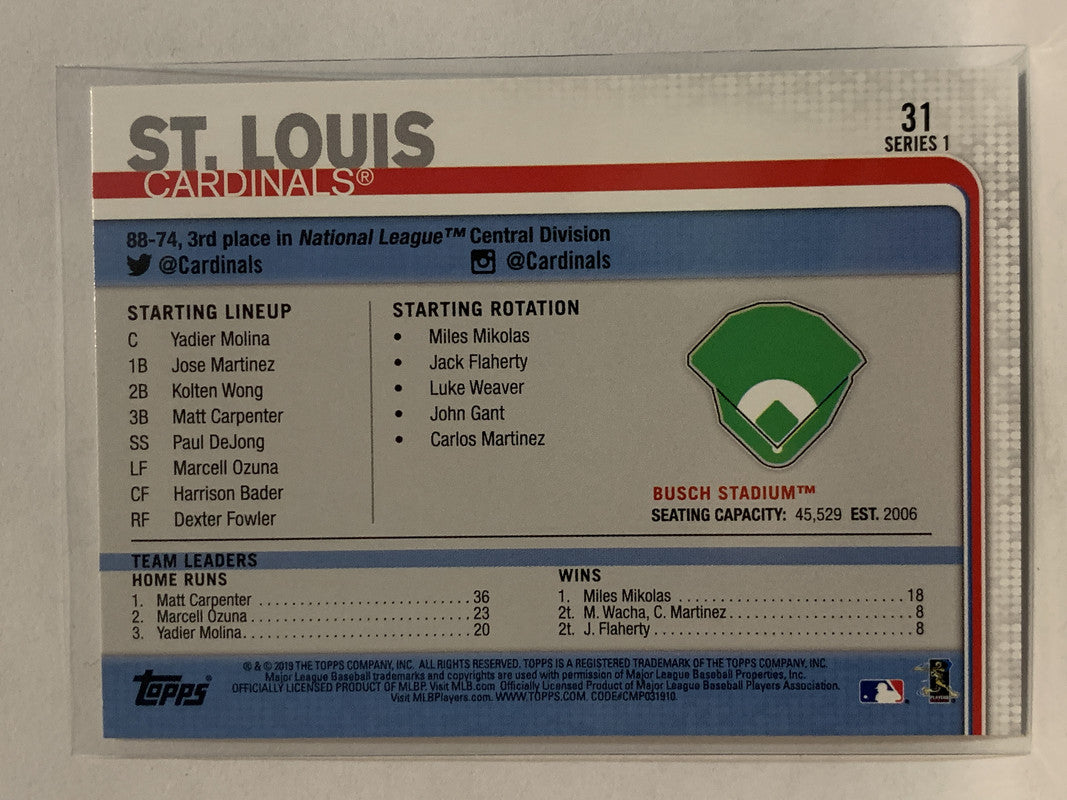 ST. LOUIS
CARDINALS®
31
SERIES 1
88-74, 3rd place in National League™ Central Division
@Cardinals
@Cardinals
STARTING LINEUP
C Yadier Molina
1B Jose Martinez
2B Kolten Wong
3B Matt Carpenter
SS Paul DeJong
LF Marcell Ozuna
CF Harrison Bader
RF Dexter Fowler
STARTING ROTATION
• Miles Mikolas
• Jack Flaherty
• Luke Weaver
• John Gant
• Carlos Martinez
BUSCH STADIUM™
SEATING CAPACITY: 45,529 EST. 2006
TEAM LEADERS
HOME RUNS
1. Matt Carpenter 36
2. Marcell Ozuna 23
3. Yadier Molina 20
WINS
1. Miles Mikolas 18
2t. M. Wacha, C. Martinez 8
2t. J. Flaherty 8
topps®
® & © 2019 THE TOPPS COMPANY, INC. ALL RIGHTS RESERVED. TOPPS IS A REGISTERED TRADEMARK OF THE TOPPS COMPANY, INC.
Major League Baseball trademarks and copyrights are used with permission of Major League Baseball Properties, Inc.
OFFICIALLY LICENSED PRODUCT OF MLBP. Visit MLB.com Officially Licensed Product of Major League Baseball Players Association.
Visit MLBPlayers.com. WWW.TOPPS.COM. CODE#CMP031910.
PLAYERS